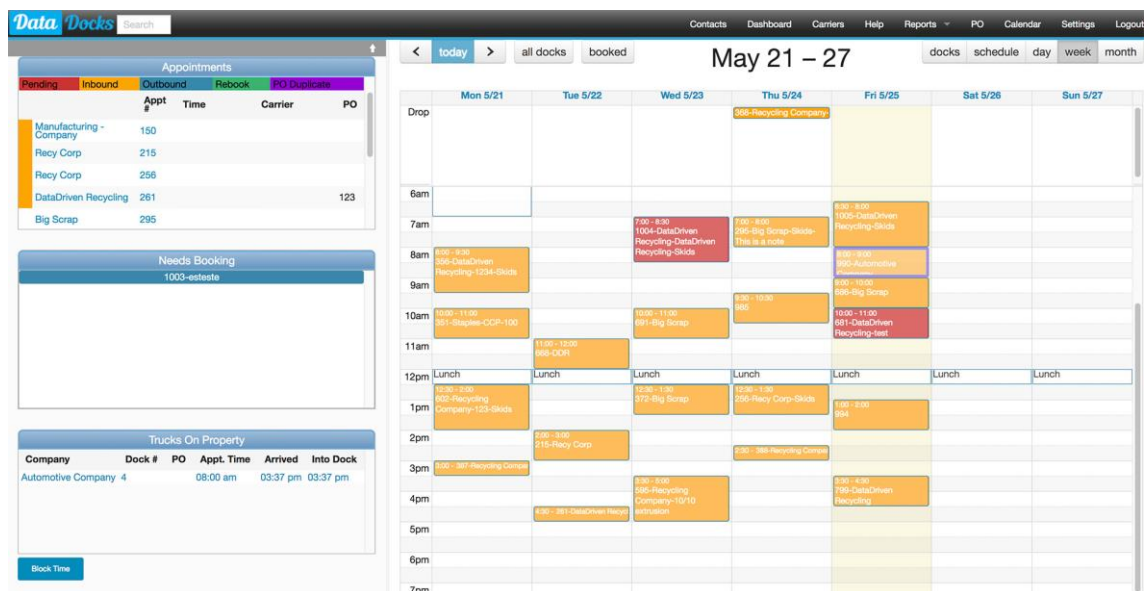 Data Docks Search Contacts Dashboard Carriers Help Reports PO Calendar Settings Logout
Appointments
Pending Inbound Outbound Rebook PO Duplicate
Appt # Time Carrier PO
Manufacturing - Company 150
Recy Corp 215
Recy Corp 256
DataDriven Recycling 261 123
Big Scrap 295
Needs Booking
1003-esteste
Trucks On Property
Company Dock # PO Appt. Time Arrived Into Dock
Automotive Company 4 08:00 am 03:37 pm 03:37 pm
Block Time
< today > all docks booked May 21 – 27 docks schedule day week month
Mon 5/21 Tue 5/22 Wed 5/23 Thu 5/24 Fri 5/25 Sat 5/26 Sun 5/27
Drop
368-Recycling Company-
6am
6:30 - 8:00
1005-DataDriven
Recycling-Skids
7am
7:00 - 8:30
1004-DataDriven
Recycling-DataDriven
Recycling-Skids
7:00 - 8:00
295-Big Scrap-Skids-
This is a note
8am
8:00 - 9:30
356-DataDriven
Recycling-1234-Skids
8:00 - 9:00
990-Automotive
Company
9am
9:00 - 10:00
686-Big Scrap
9:30 - 10:30
985
10am
10:00 - 11:00
351-Staples-CCP-100
10:00 - 11:00
691-Big Scrap
10:00 - 11:00
681-DataDriven
Recycling-test
11am
11:00 - 12:00
668-DDR
12pm
Lunch Lunch Lunch Lunch Lunch Lunch Lunch
12:30 - 2:00
602-Recycling
Company-123-Skids
12:30 - 1:30
372-Big Scrap
12:30 - 1:30
256-Recy Corp-Skids
1pm
1:00 - 2:00
994
2pm
2:00 - 3:00
215-Recy Corp
2:30 - 388-Recycling Compa
3pm
3:00 - 387-Recycling Compa
3:30 - 5:00
595-Recycling
Company-10/10
extrusion
3:30 - 4:30
799-DataDriven
Recycling
4pm
4:30 - 261-DataDriven Recyc
5pm
6pm
7pm